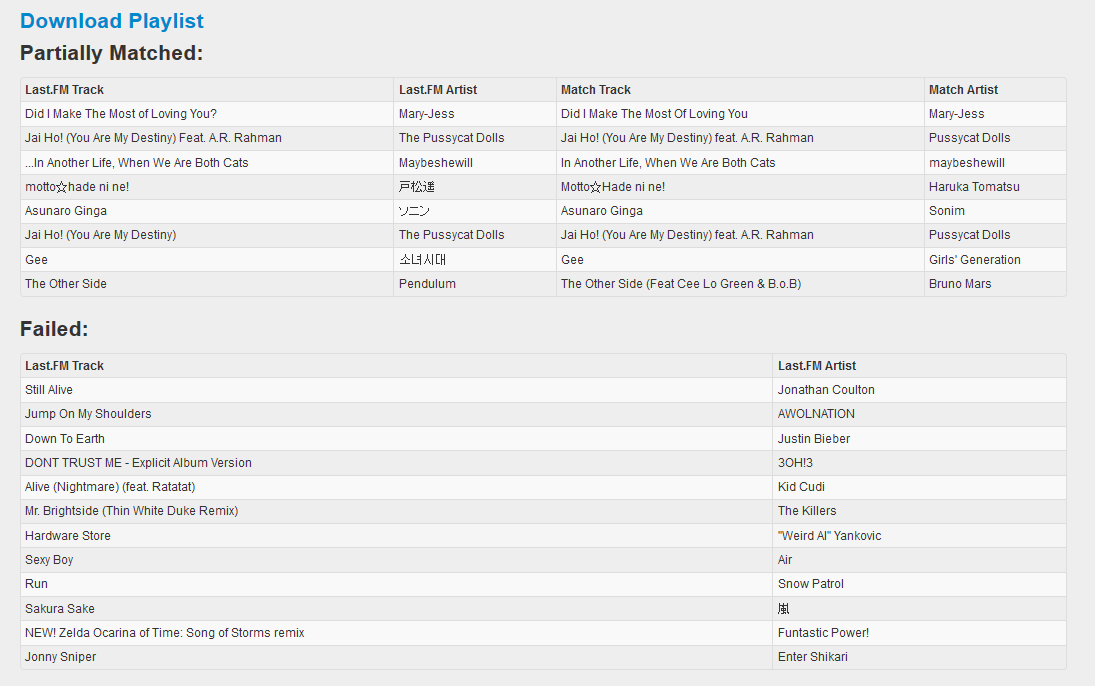 Download Playlist
Partially Matched:
Last.FM Track Last.FM Artist Match Track Match Artist
Did I Make The Most of Loving You? Mary-Jess Did I Make The Most Of Loving You Mary-Jess
Jai Ho! (You Are My Destiny) Feat. A.R. Rahman The Pussycat Dolls Jai Ho! (You Are My Destiny) feat. A.R. Rahman Pussycat Dolls
...In Another Life, When We Are Both Cats Maybeshewill In Another Life, When We Are Both Cats maybeshewill
motto☆hade ni ne! 戸松遥 Motto☆Hade ni ne! Haruka Tomatsu
Asunaro Ginga ソニン Asunaro Ginga Sonim
Jai Ho! (You Are My Destiny) The Pussycat Dolls Jai Ho! (You Are My Destiny) feat. A.R. Rahman Pussycat Dolls
Gee 소녀시대 Gee Girls' Generation
The Other Side Pendulum The Other Side (Feat Cee Lo Green & B.o.B) Bruno Mars
Failed:
Last.FM Track Last.FM Artist
Still Alive Jonathan Coulton
Jump On My Shoulders AWOLNATION
Down To Earth Justin Bieber
DONT TRUST ME - Explicit Album Version 3OH!3
Alive (Nightmare) (feat. Ratatat) Kid Cudi
Mr. Brightside (Thin White Duke Remix) The Killers
Hardware Store "Weird Al" Yankovic
Sexy Boy Air
Run Snow Patrol
Sakura Sake 嵐
NEW! Zelda Ocarina of Time: Song of Storms remix Funtastic Power!
Jonny Sniper Enter Shikari